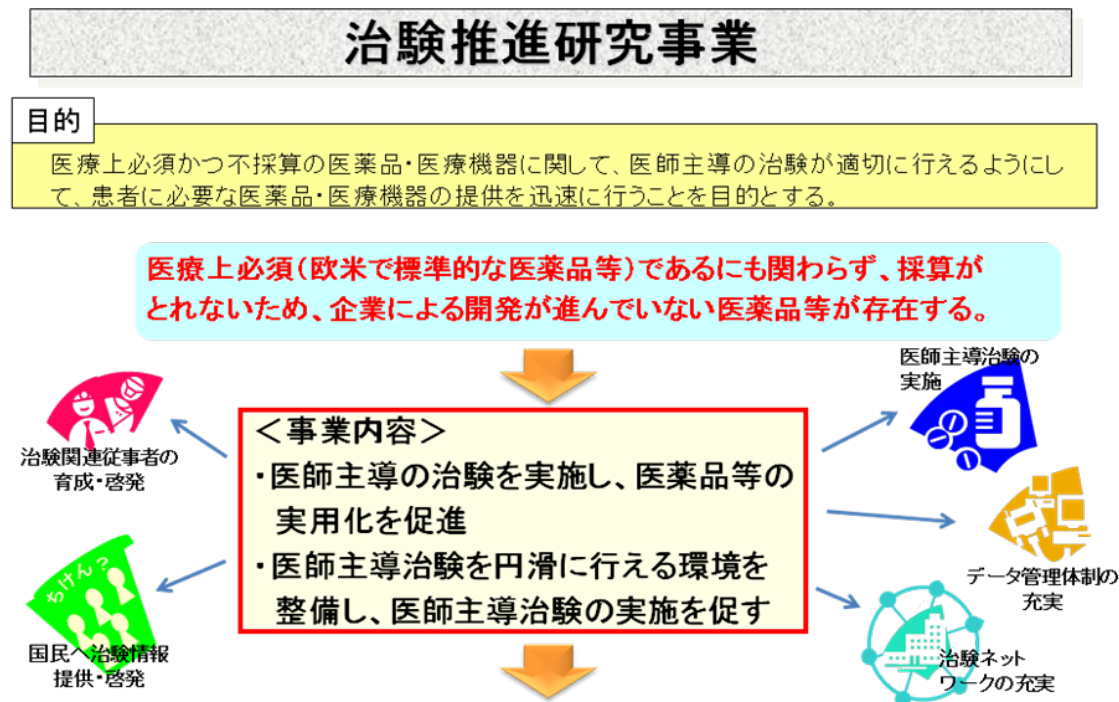 治験推進研究事業
目的
医療上必須かつ不採算の医薬品・医療機器に関して、医師主導の治験が適切に行えるようにし
て、患者に必要な医薬品・医療機器の提供を迅速に行うことを目的とする。
医療上必須（欧米で標準的な医薬品等）であるにも関わらず、採算が
とれないため、企業による開発が進んでいない医薬品等が存在する。
医師主導治験の
実施
治験関連従事者の
育成・啓発
＜事業内容＞
・医師主導の治験を実施し、医薬品等の
実用化を促進
・医師主導治験を円滑に行える環境を
整備し、医師主導治験の実施を促す
データ管理体制の
充実
ちけん？
国民へ治験情報
提供・啓発
治験ネット
ワークの充実